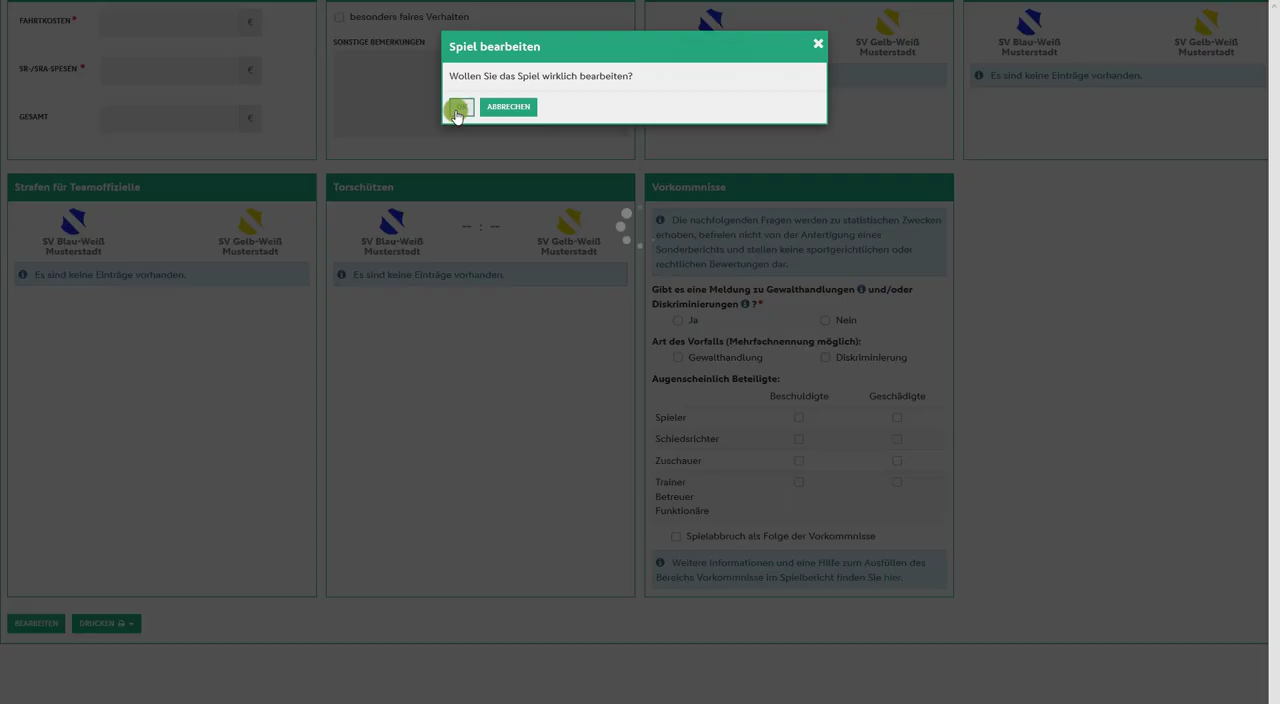 FAHRTKOSTEN *
€
SR-/SRA-SPESEN *
€
GESAMT
€
besonders faires Verhalten
SONSTIGE BEMERKUNGEN
SV Gelb-Weiß
Musterstadt
SV Blau-Weiß
Musterstadt
SV Gelb-Weiß
Musterstadt
Es sind keine Einträge vorhanden.
Spiel bearbeiten
Wollen Sie das Spiel wirklich bearbeiten?
ABBRECHEN
Strafen für Teamoffizielle
SV Blau-Weiß
Musterstadt
SV Gelb-Weiß
Musterstadt
Es sind keine Einträge vorhanden.
Torschützen
SV Blau-Weiß
Musterstadt
-- : --
SV Gelb-Weiß
Musterstadt
Es sind keine Einträge vorhanden.
Vorkommnisse
Die nachfolgenden Fragen werden zu statistischen Zwecken
erhoben, befreien nicht von der Anfertigung eines
Sonderberichts und stellen keine sportgerichtlichen oder
rechtlichen Bewertungen dar.
Gibt es eine Meldung zu Gewalthandlungen und/oder
Diskriminierungen ?*
Ja Nein
Art des Vorfalls (Mehrfachnennung möglich):
Gewalthandlung Diskriminierung
Augenscheinlich Beteiligte:
Beschuldigte Geschädigte
Spieler
Schiedsrichter
Zuschauer
Trainer
Betreuer
Funktionäre
Spielabbruch als Folge der Vorkommnisse
Weitere Informationen und eine Hilfe zum Ausfüllen des
Bereichs Vorkommnisse im Spielbericht finden Sie hier.
BEARBEITEN
DRUCKEN